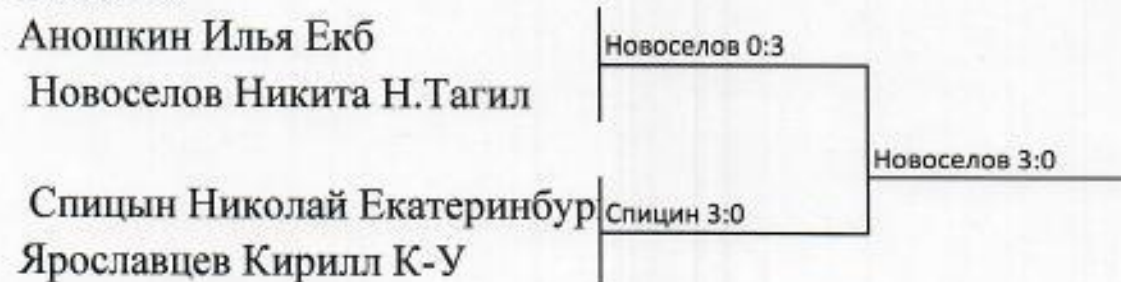 Аношкин Илья Екб
Новоселов 0:3
Новоселов Никита Н.Тагил
Новоселов 3:0
Спицын Николай Екатеринбур
Спицин 3:0
Ярославцев Кирилл К-У